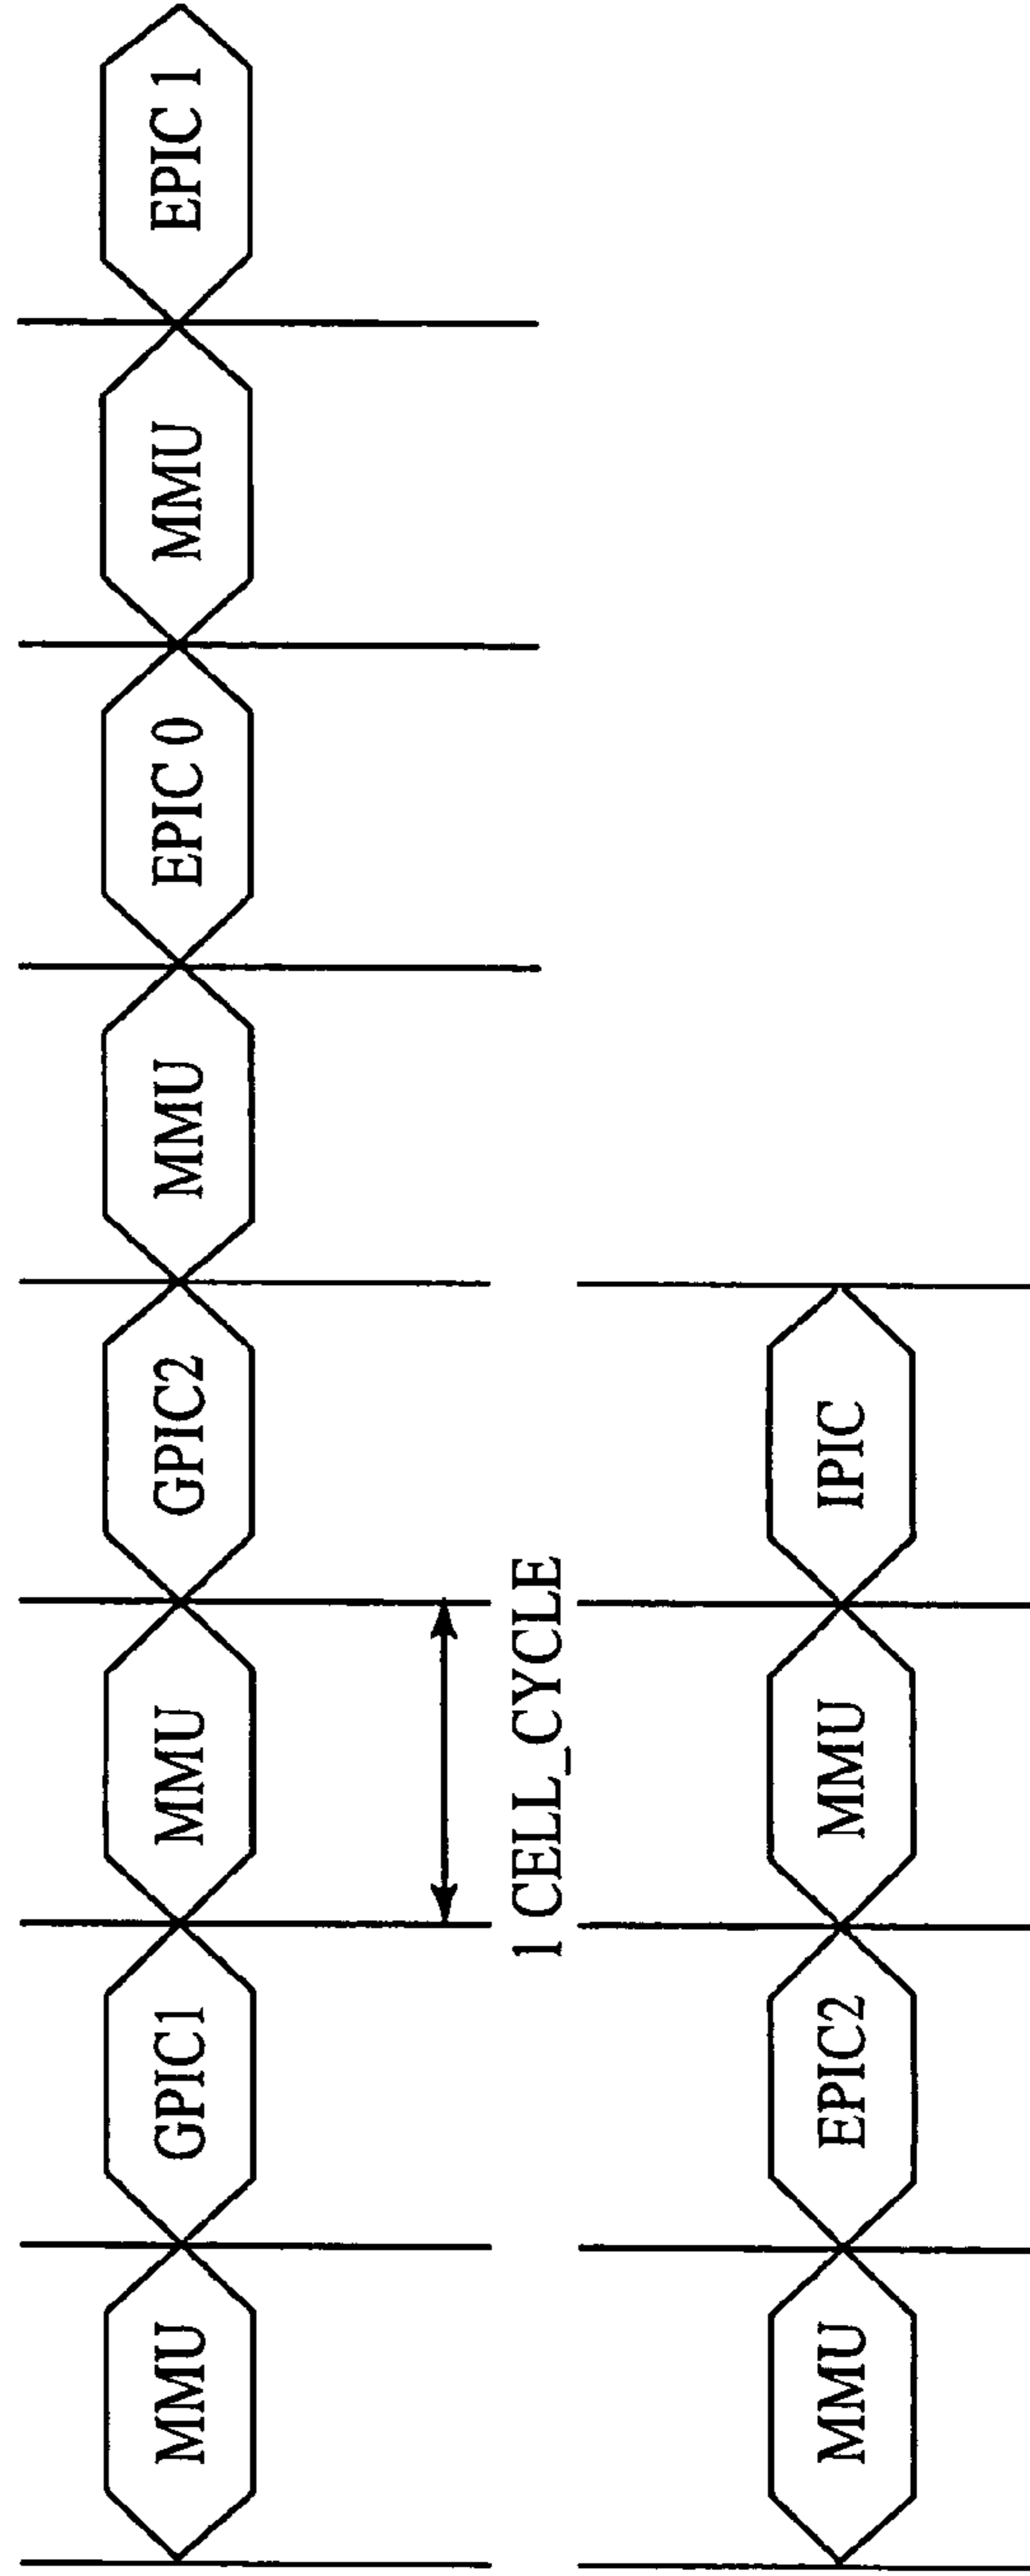 MMU
GPIC1
MMU
GPIC2
MMU
EPIC 0
MMU
EPIC 1
1 CELL_CYCLE
MMU
EPIC2
MMU
IPIC